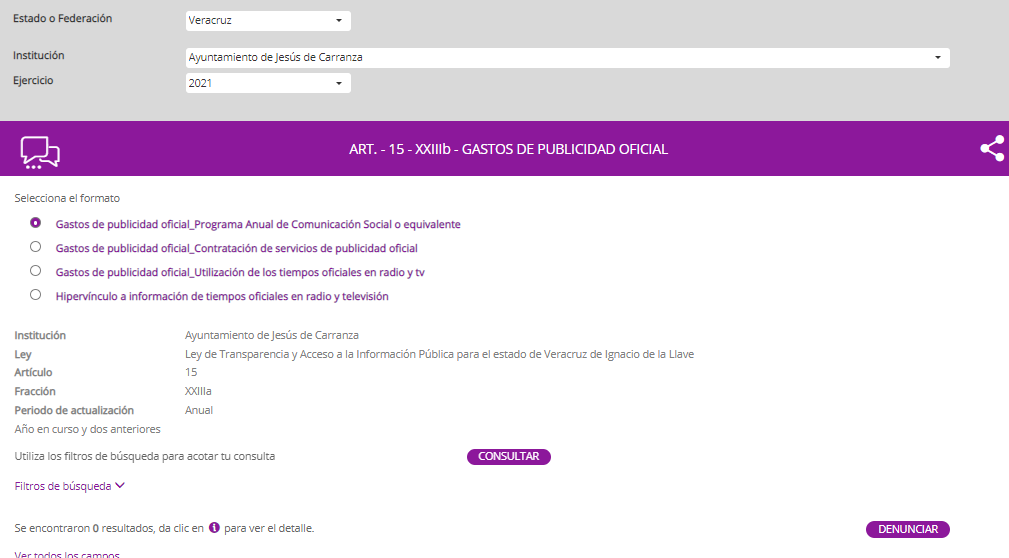 Estado o Federación
Veracruz
Institución
Ayuntamiento de Jesús de Carranza
Ejercicio
2021
ART. - 15 - XXIIIb - GASTOS DE PUBLICIDAD OFICIAL
Selecciona el formato
Gastos de publicidad oficial_Programa Anual de Comunicación Social o equivalente
Gastos de publicidad oficial_Contratación de servicios de publicidad oficial
Gastos de publicidad oficial_Utilización de los tiempos oficiales en radio y tv
Hipervínculo a información de tiempos oficiales en radio y televisión
Institución Ayuntamiento de Jesús de Carranza
Ley Ley de Transparencia y Acceso a la Información Pública para el estado de Veracruz de Ignacio de la Llave
Artículo 15
Fracción XXIIIa
Periodo de actualización Anual
Año en curso y dos anteriores
Utiliza los filtros de búsqueda para acotar tu consulta CONSULTAR
Filtros de búsqueda
Se encontraron 0 resultados, da clic en i para ver el detalle. DENUNCIAR
Ver todos los campos